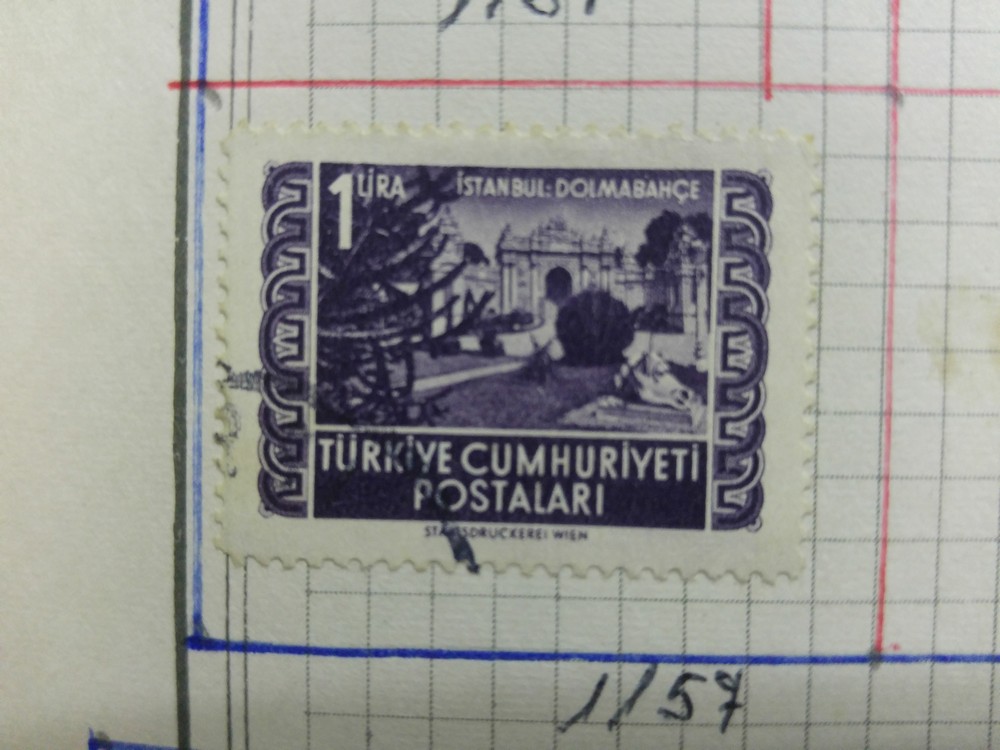 1 LİRA
İSTANBUL: DOLMABAHÇE
TÜRKİYE CUMHURİYETİ
POSTALARI
STAATSDRUCKEREI WIEN
1157